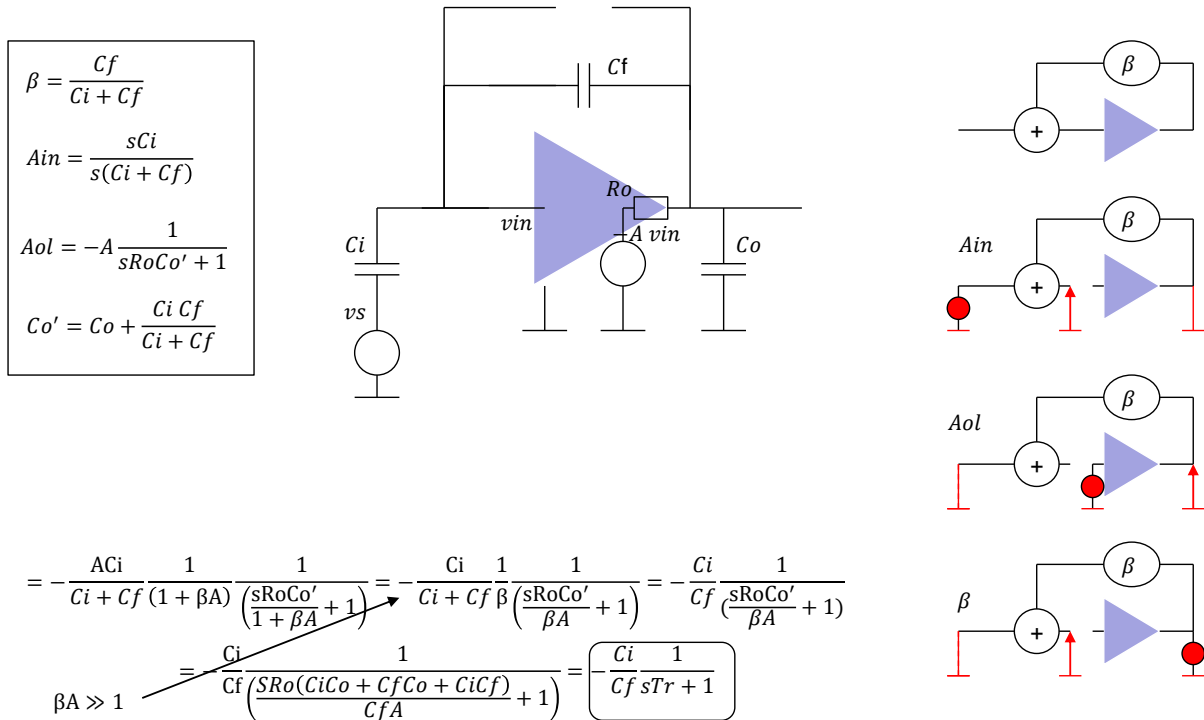 β = Cf / (Ci + Cf)
Ain = sCi / s(Ci + Cf)
Aol = −A 1 / (sRoCo′ + 1)
Co′ = Co + Ci Cf / (Ci + Cf)
Cf
Ro
vin
−A vin
Ci
Co
vs
β
+
Ain
β
+
Aol
β
+
β
β
+
= − ACi / (Ci + Cf) 1 / (1 + βA) 1 / (sRoCo′ / (1 + βA) + 1) = − Ci / (Ci + Cf) 1 / β 1 / (sRoCo′ / βA + 1) = − Ci / Cf 1 / (sRoCo′ / βA + 1)
= − Ci / Cf 1 / (SRo(CiCo + CfCo + CiCf) / CfA + 1) = − Ci / Cf 1 / (sTr + 1)
βA ≫ 1